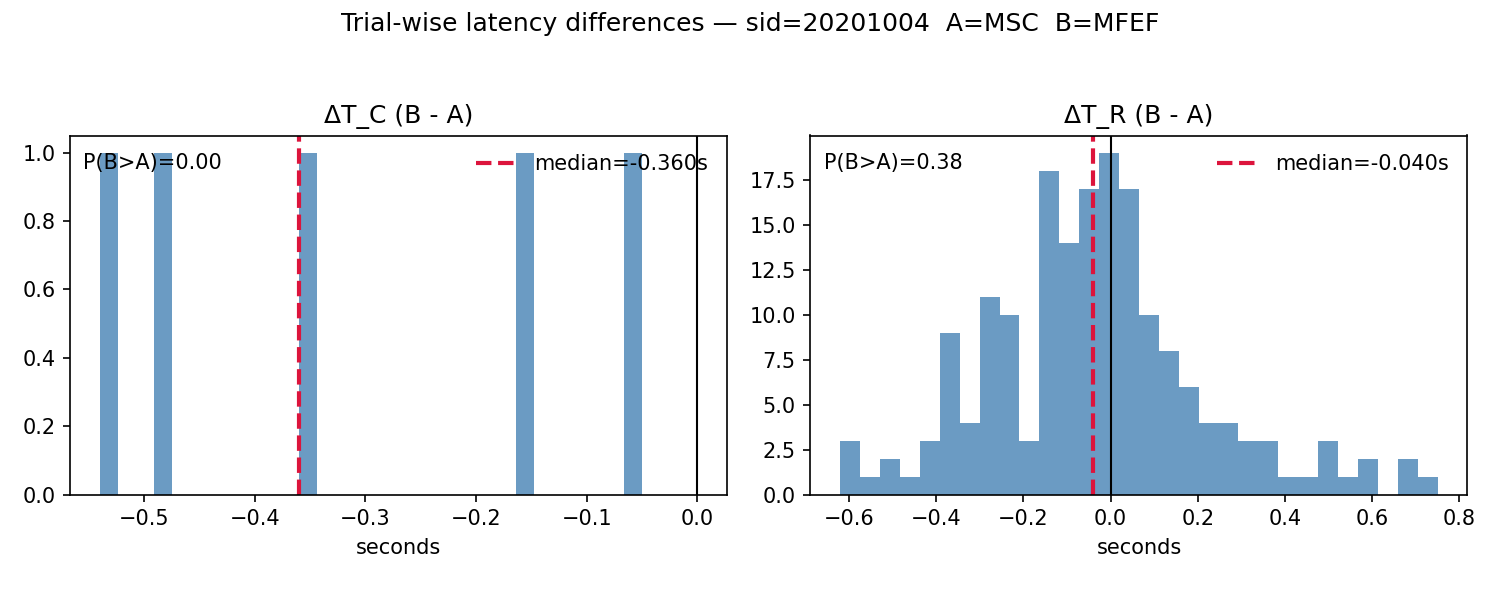 Trial-wise latency differences — sid=20201004  A=MSC  B=MFEF
ΔT_C (B - A)
P(B>A)=0.00
median=-0.360s
1.0
0.8
0.6
0.4
0.2
0.0
−0.5 −0.4 −0.3 −0.2 −0.1 0.0
seconds
ΔT_R (B - A)
P(B>A)=0.38
median=-0.040s
17.5
15.0
12.5
10.0
7.5
5.0
2.5
0.0
−0.6 −0.4 −0.2 0.0 0.2 0.4 0.6 0.8
seconds